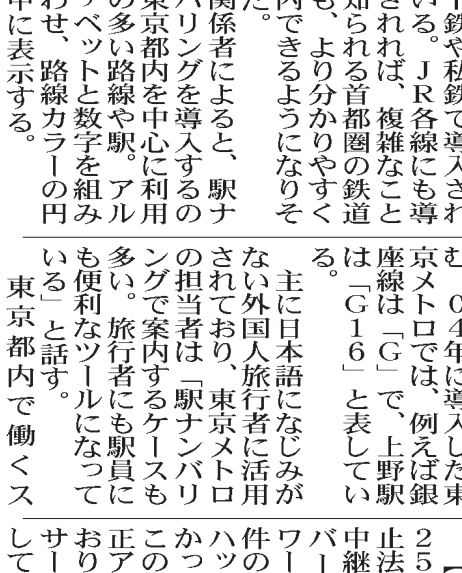 下鉄や私鉄で導入され
いる。ＪＲ各線にも導
されれば、複雑なこと
知られる首都圏の鉄道
も、より分かりやすく
内できるようになりそ
た。
関係者によると、駅ナ
バリングを導入するの
東京都内を中心に利用
の多い路線や駅。アル
ァベットと数字を組み
わせ、路線カラーの円
中に表示する。
む。０４年に導入した東
京メトロでは、例えば銀
座線は「Ｇ」で、上野駅
は「Ｇ１６」と表してい
る。
主に日本語になじみが
ない外国人旅行者に活用
されており、東京メトロ
の担当者は「駅ナンバリ
ングで案内するケースも
多い。旅行者にも駅員に
も便利なツールになって
いる」と話す。
東京都内で働くス
【
２５
止法
中継
バー
ワー
件の
ハッ
かっ
この
正ア
おり
サー
して